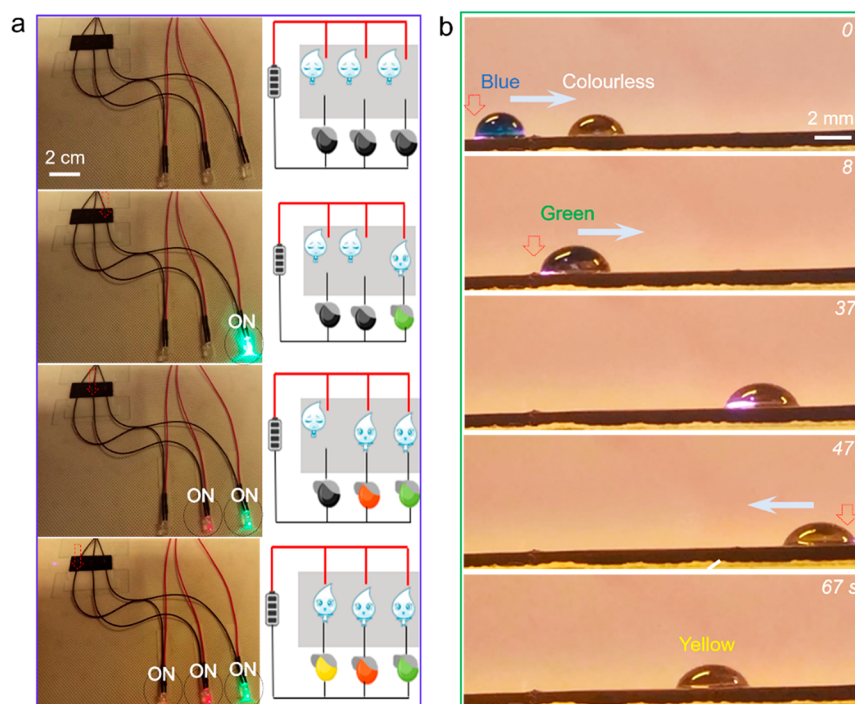 a
2 cm
ON
ON
ON
ON
ON
ON
b
0
Blue
Colourless
2 mm
8
Green
37
47
67 s
Yellow